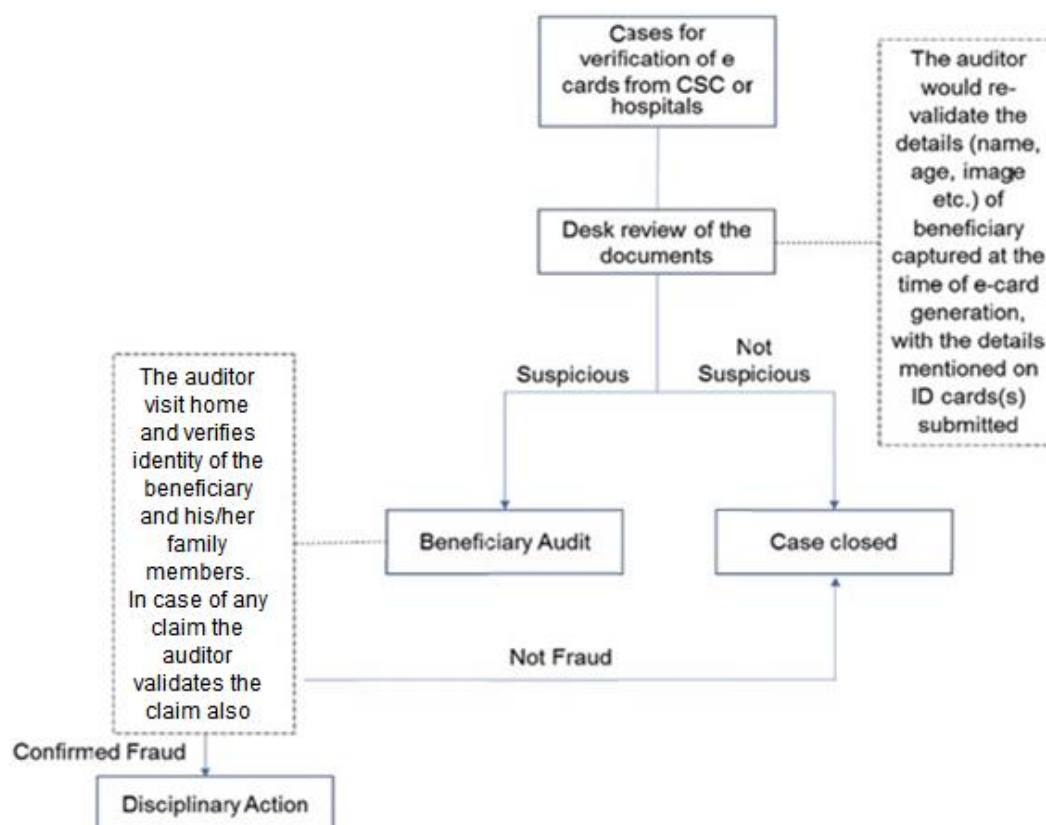 Cases for
verification of e
cards from CSC or
hospitals
The auditor
would re-
validate the
details (name,
age, image
etc.) of
beneficiary
captured at the
time of e-card
generation,
with the details
mentioned on
ID cards(s)
submitted
Desk review of the
documents
Suspicious
Not
Suspicious
The auditor
visit home
and verifies
identity of the
beneficiary
and his/her
family
members.
In case of any
claim the
auditor
validates the
claim also
Beneficiary Audit
Case closed
Not Fraud
Confirmed Fraud
Disciplinary Action